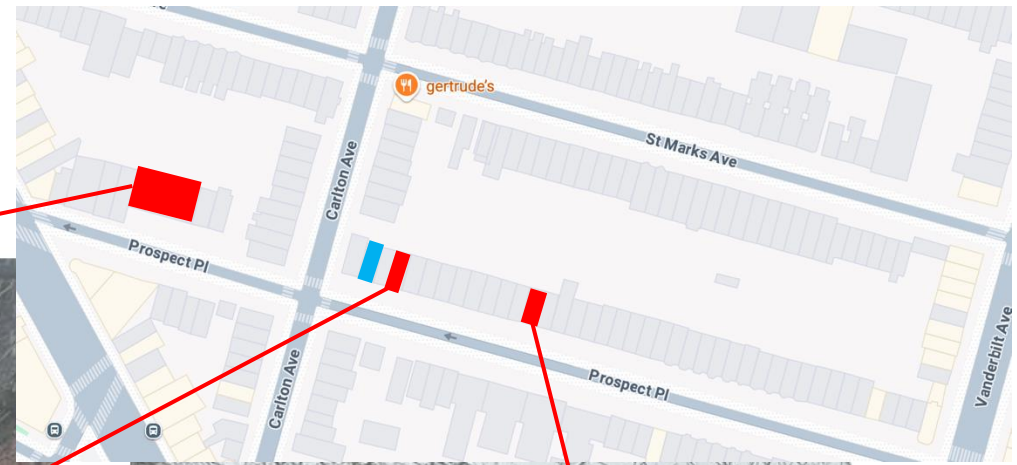 gertrude's
St Marks Ave
Carlton Ave
Prospect Pl
Carlton Ave
Prospect Pl
Vanderbilt Ave